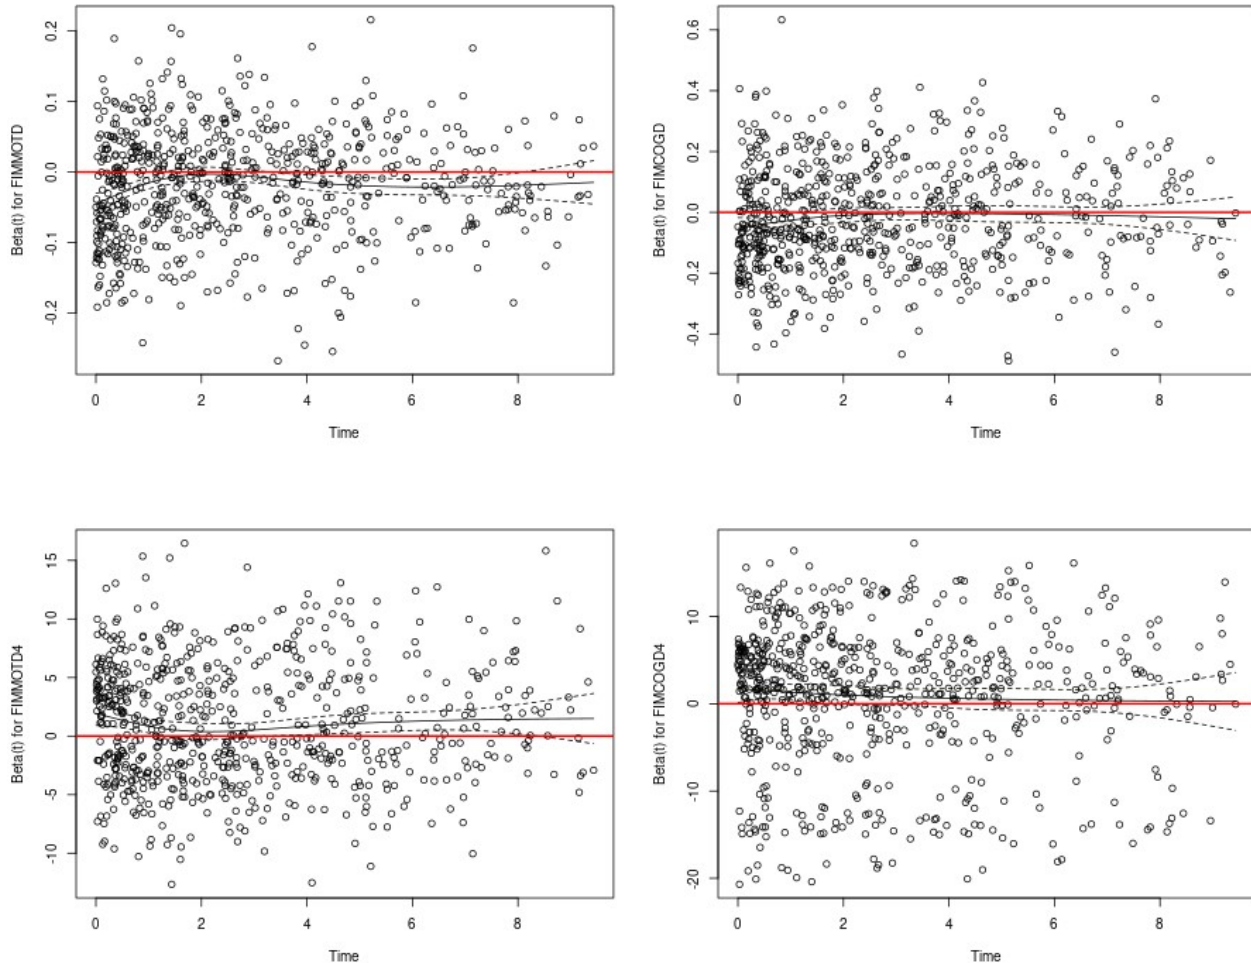 Beta(t) for FIMMOTD
0.2
0.1
0.0
-0.1
-0.2
0 2 4 6 8
Time
Beta(t) for FIMCOGD
0.6
0.4
0.2
0.0
-0.2
-0.4
0 2 4 6 8
Time
Beta(t) for FIMMOTD4
15
10
5
0
-5
-10
0 2 4 6 8
Time
Beta(t) for FIMCOGD4
10
0
-10
-20
0 2 4 6 8
Time